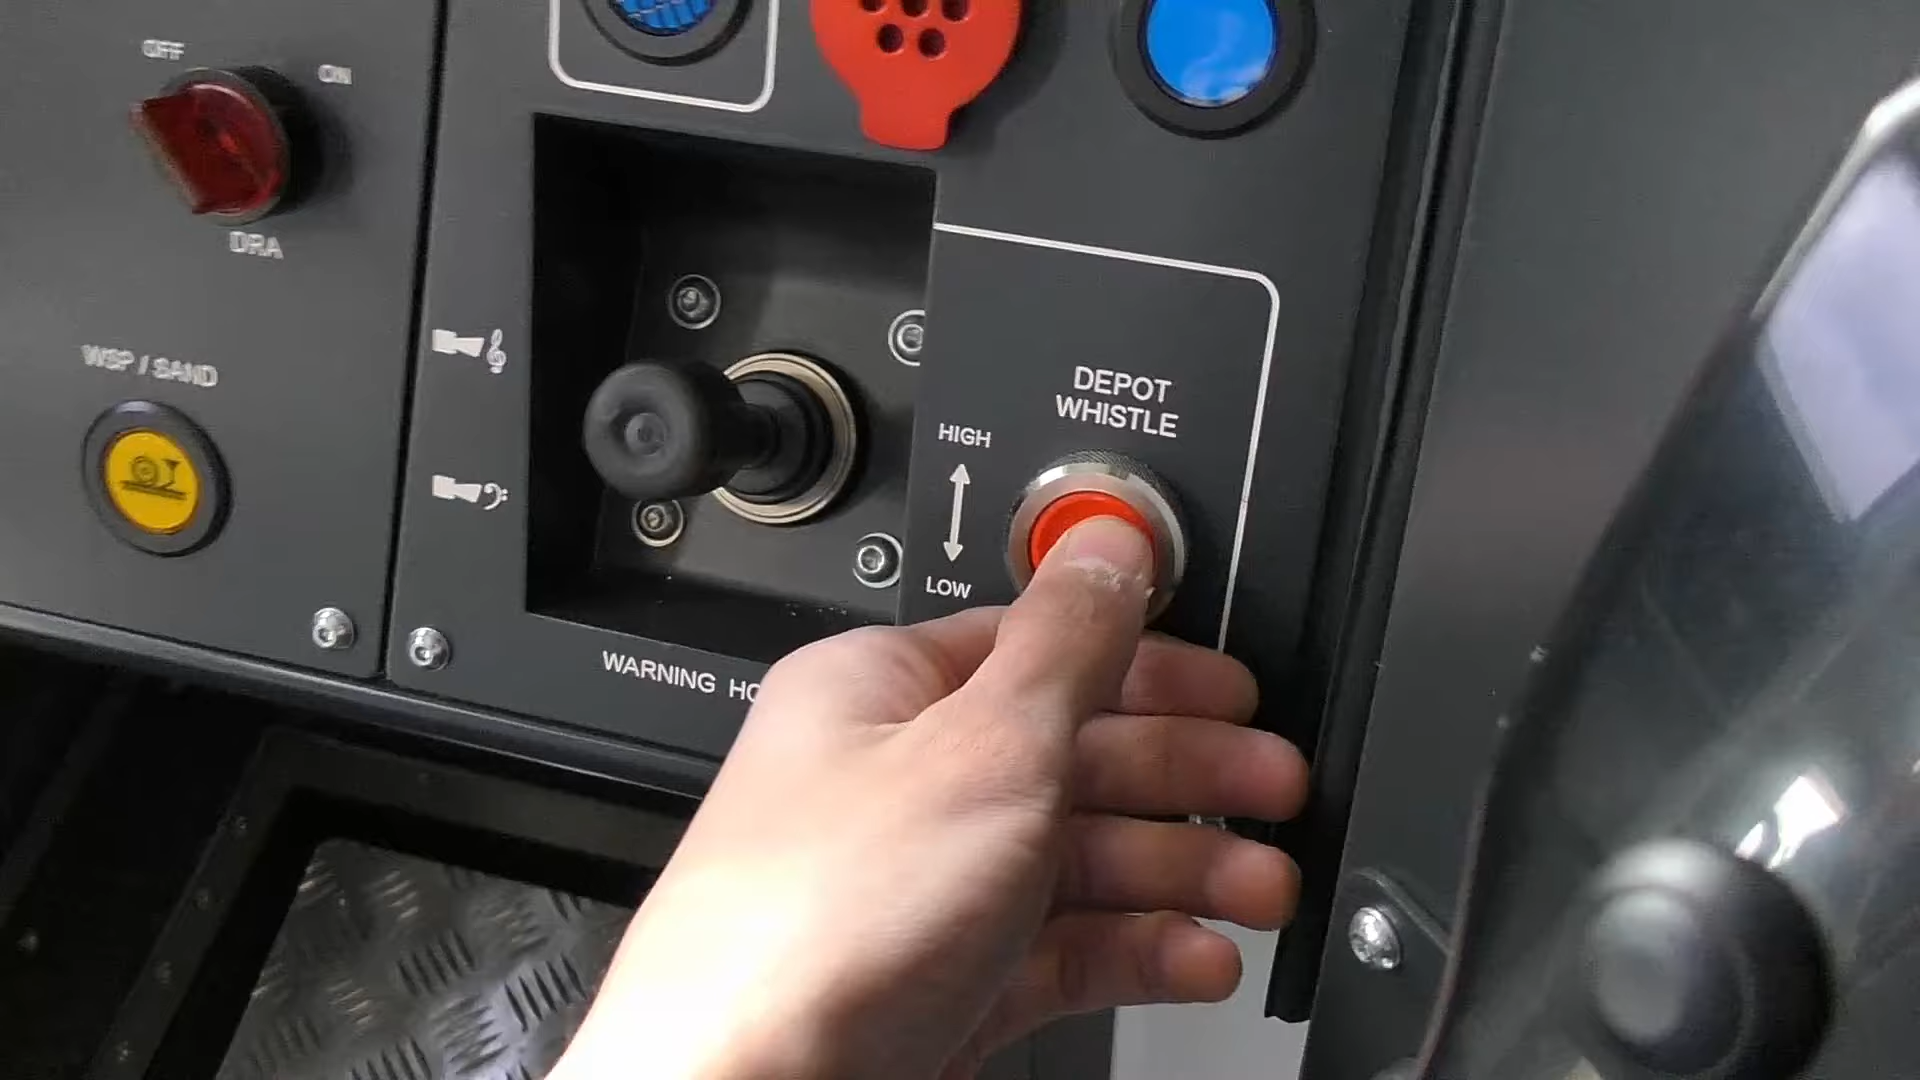 OFF
ON
DRA
WSP / SAND
DEPOT
WHISTLE
HIGH
LOW
WARNING HO